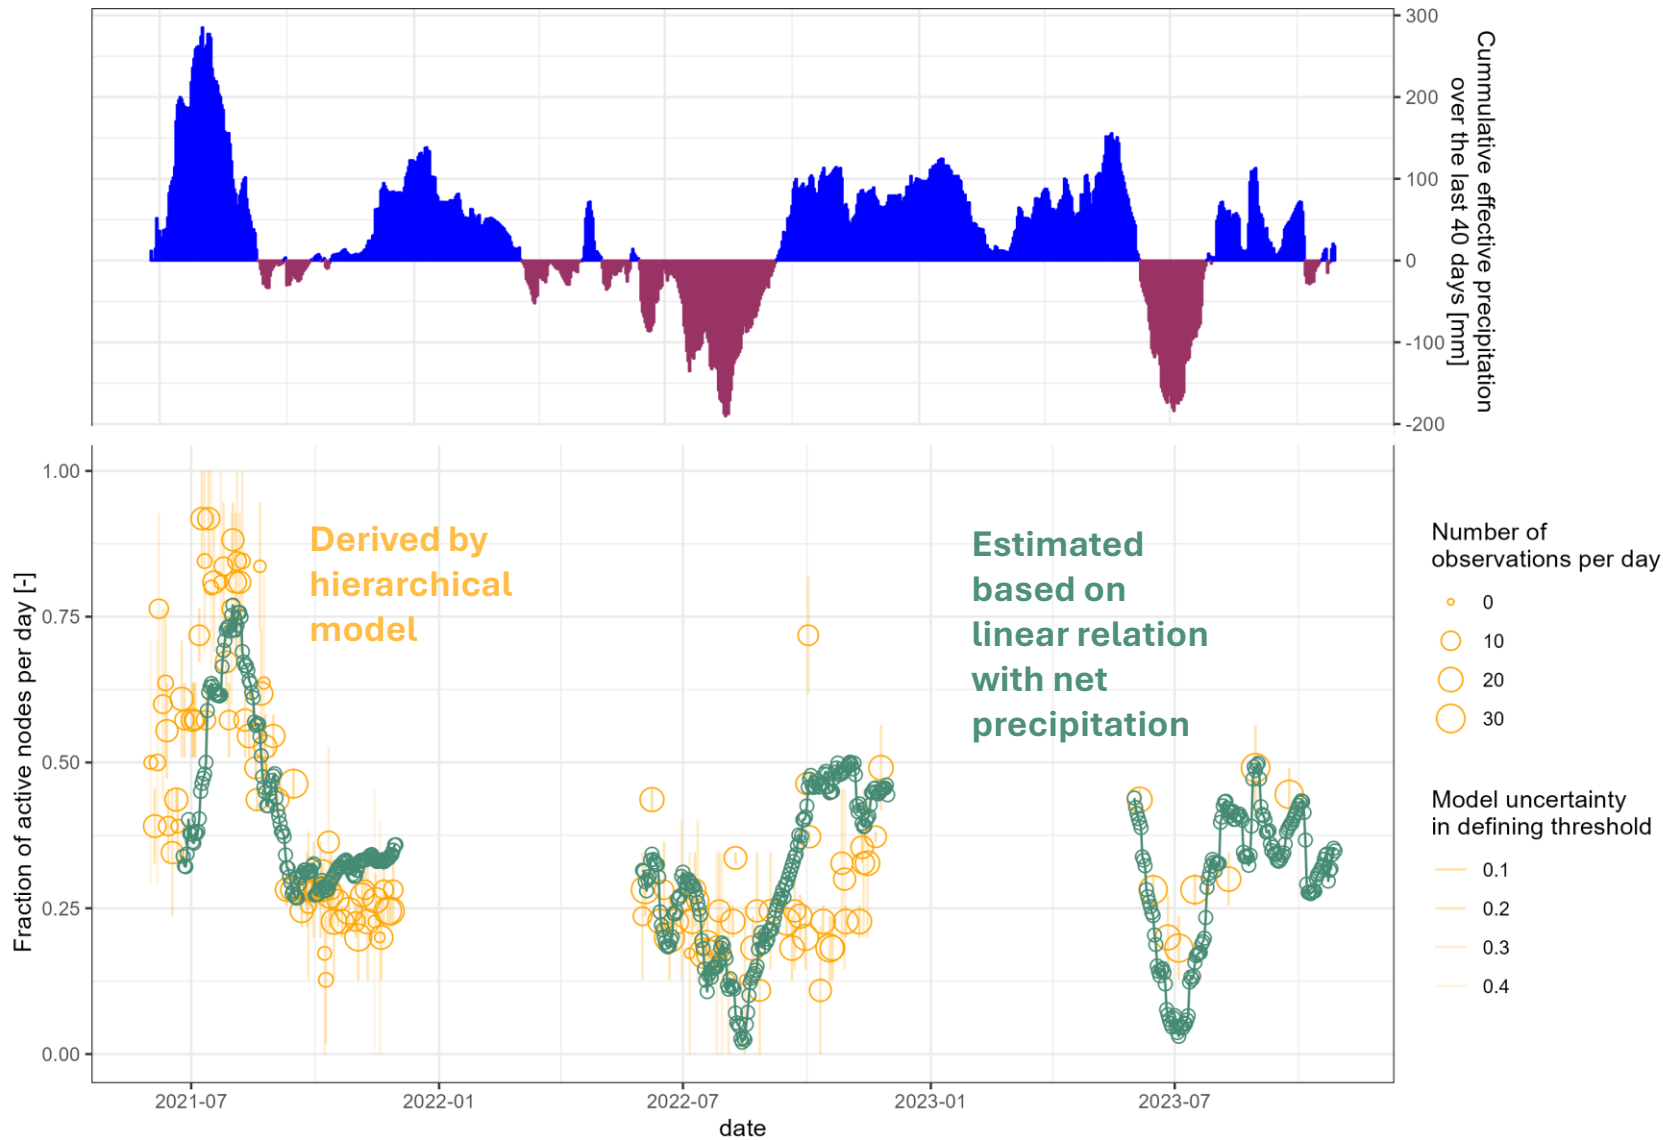 300
200
100
0
-100
-200
Cummulative effective precipitation
over the last 40 days [mm]
1.00
0.75
0.50
0.25
0.00
Fraction of active nodes per day [-]
Derived by
hierarchical
model
Estimated
based on
linear relation
with net
precipitation
2021-07
2022-01
2022-07
2023-01
2023-07
date
Number of
observations per day
0
10
20
30
Model uncertainty
in defining threshold
0.1
0.2
0.3
0.4